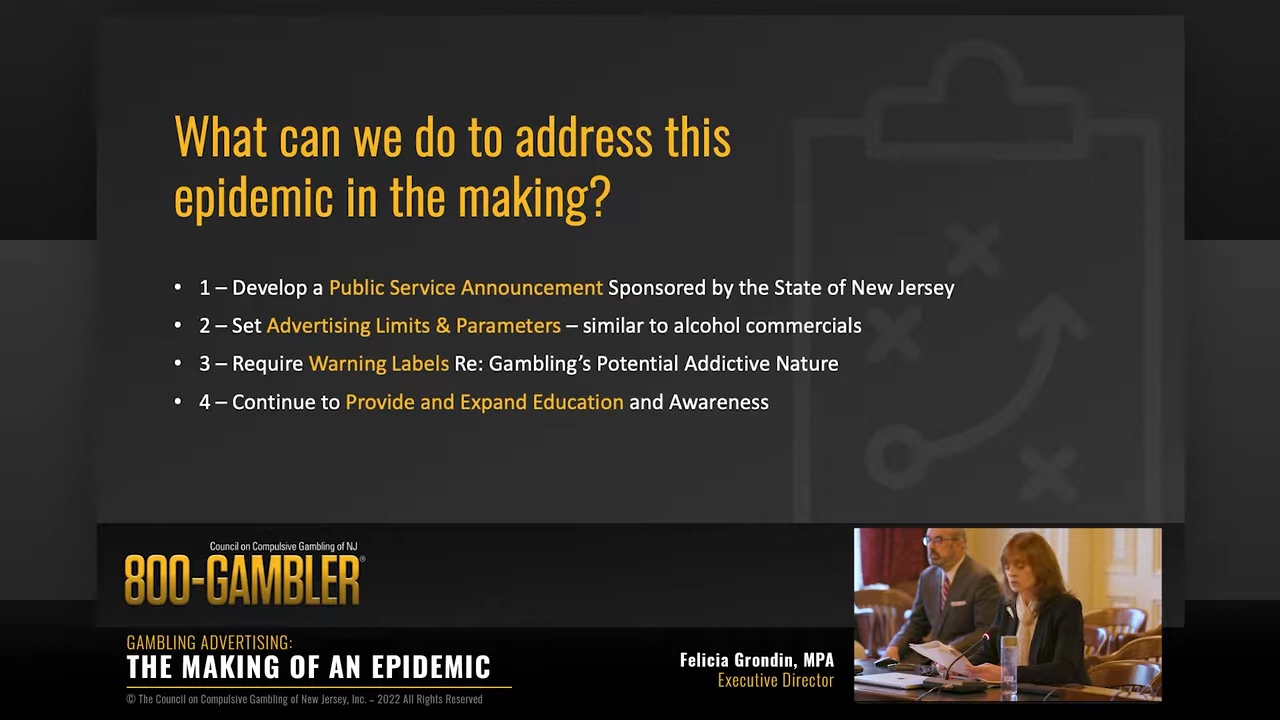 What can we do to address this
epidemic in the making?
• 1 – Develop a Public Service Announcement Sponsored by the State of New Jersey
• 2 – Set Advertising Limits & Parameters – similar to alcohol commercials
• 3 – Require Warning Labels Re: Gambling's Potential Addictive Nature
• 4 – Continue to Provide and Expand Education and Awareness
Council on Compulsive Gambling of NJ
800-GAMBLER®
GAMBLING ADVERTISING:
THE MAKING OF AN EPIDEMIC
© The Council on Compulsive Gambling of New Jersey, Inc. – 2022 All Rights Reserved
Felicia Grondin, MPA
Executive Director